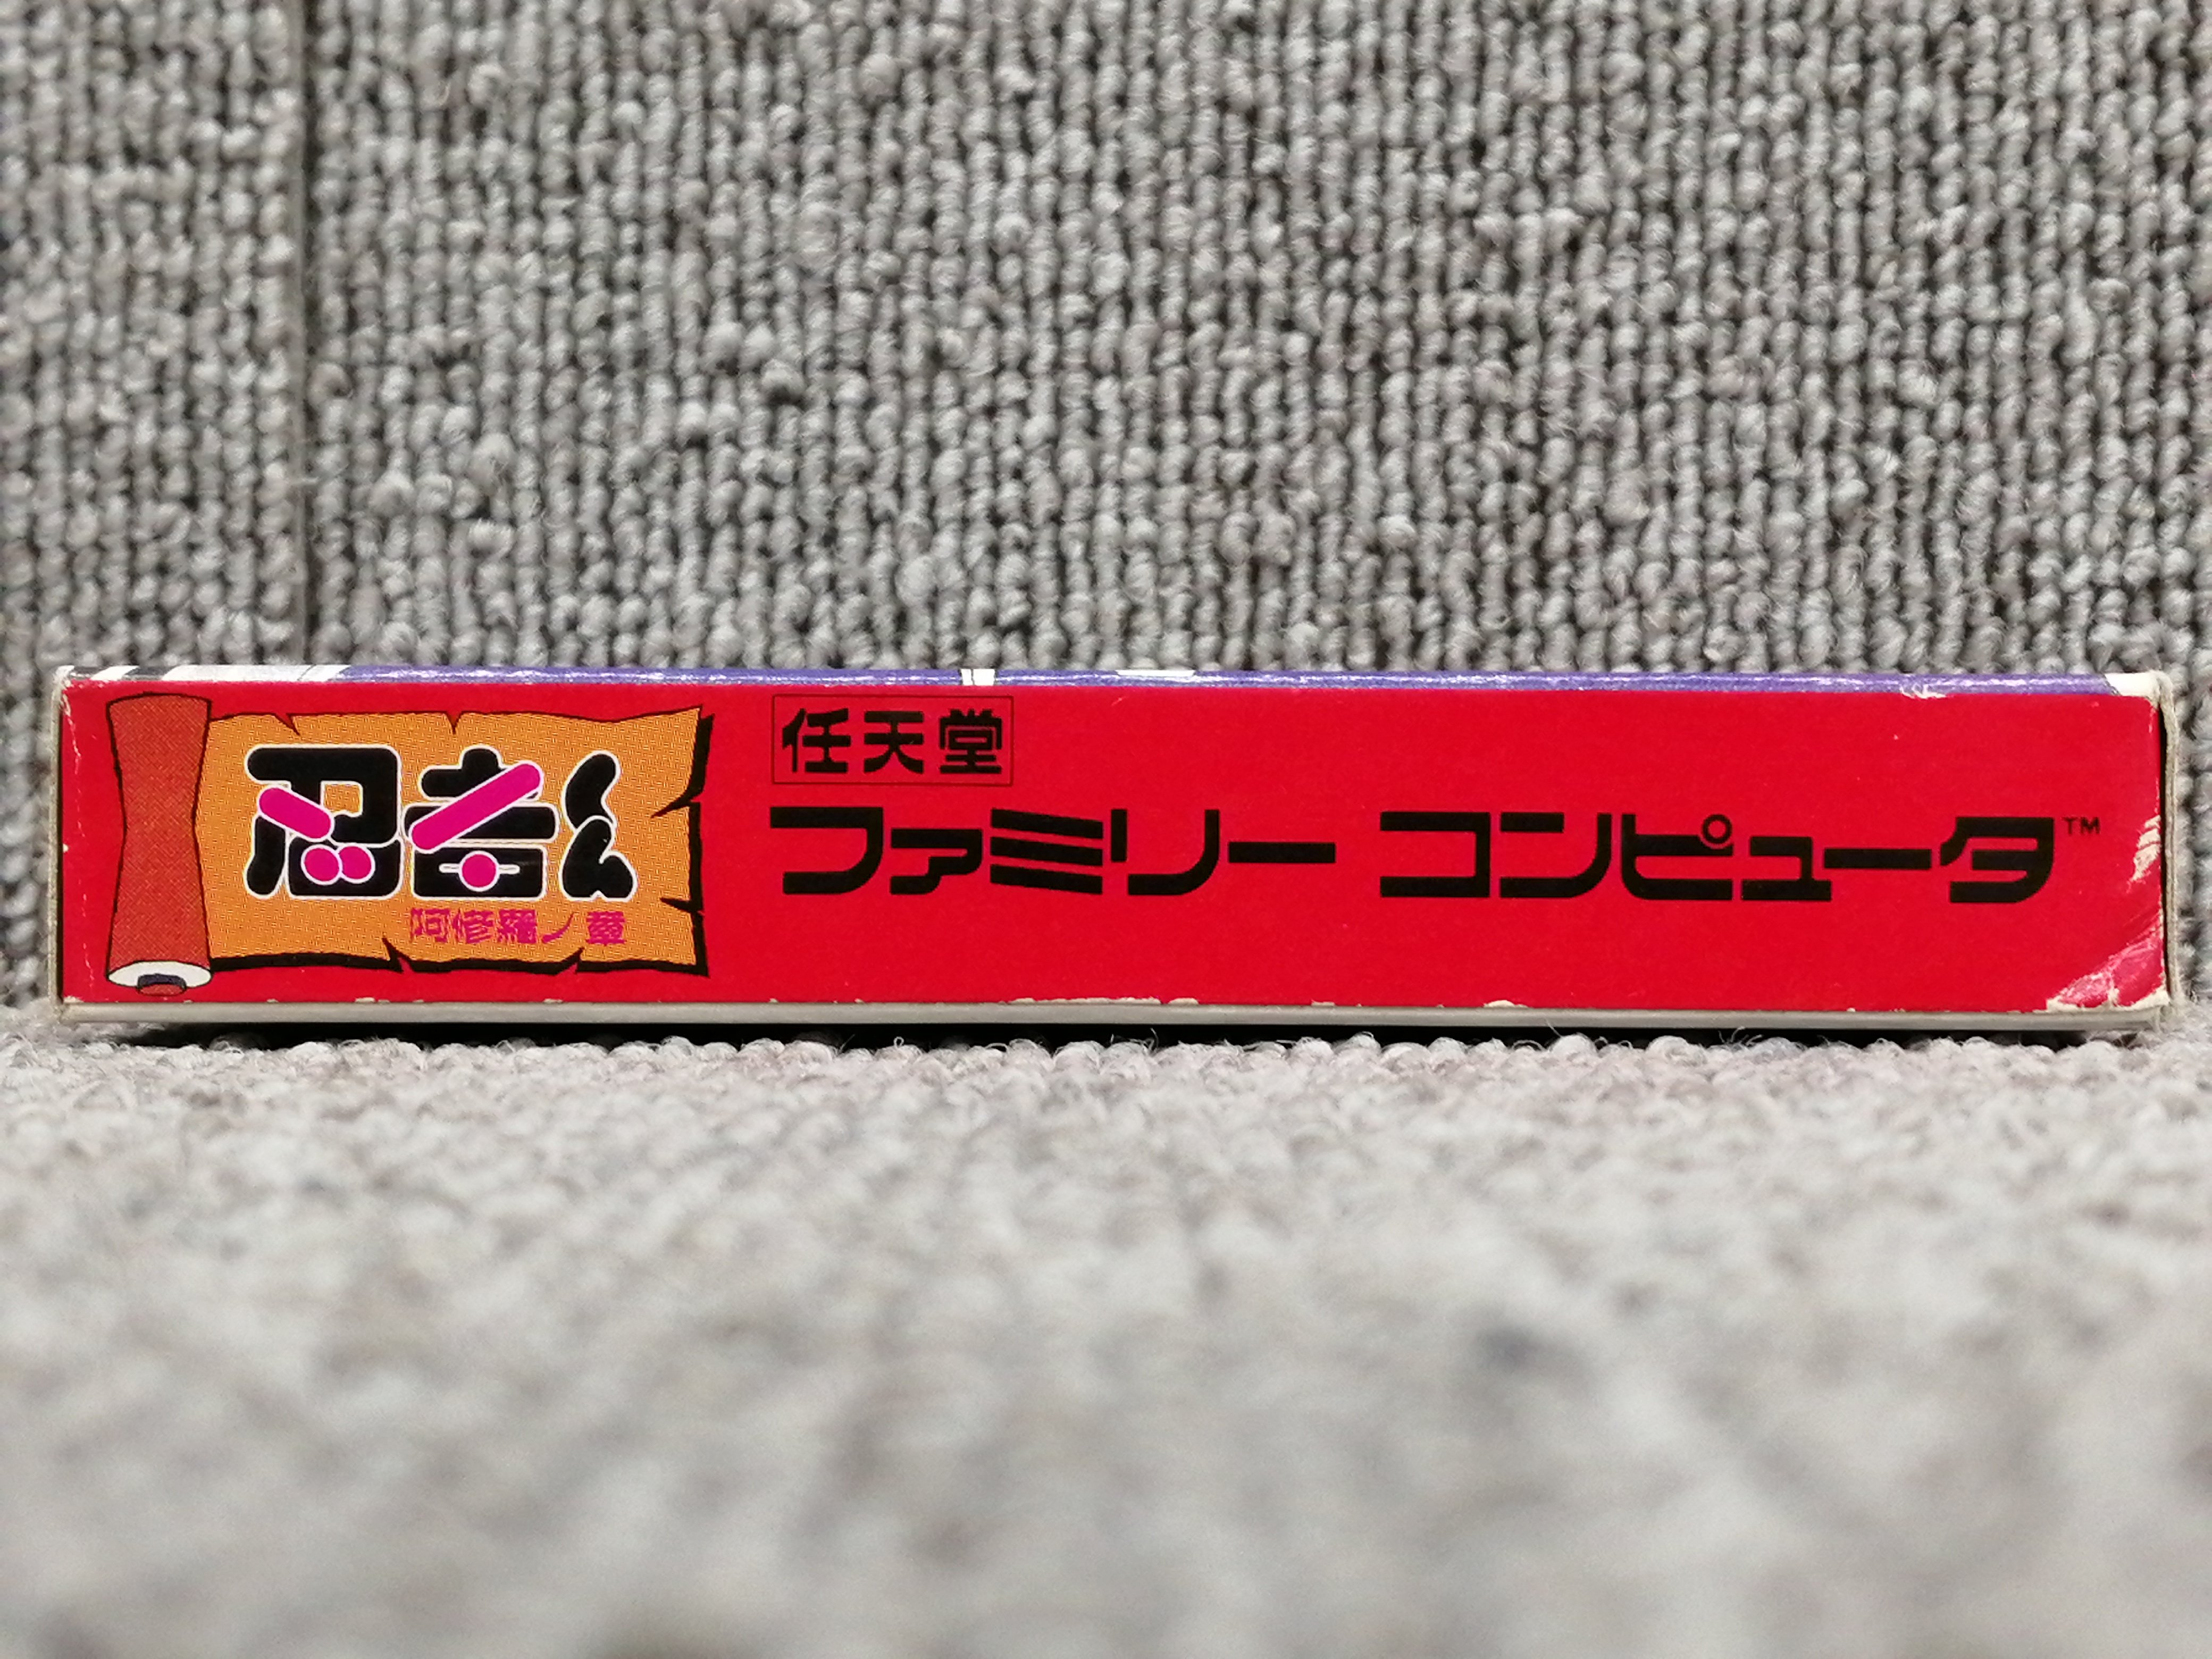 忍者くん
阿修羅ノ章
任天堂
ファミリー コンピュータ™